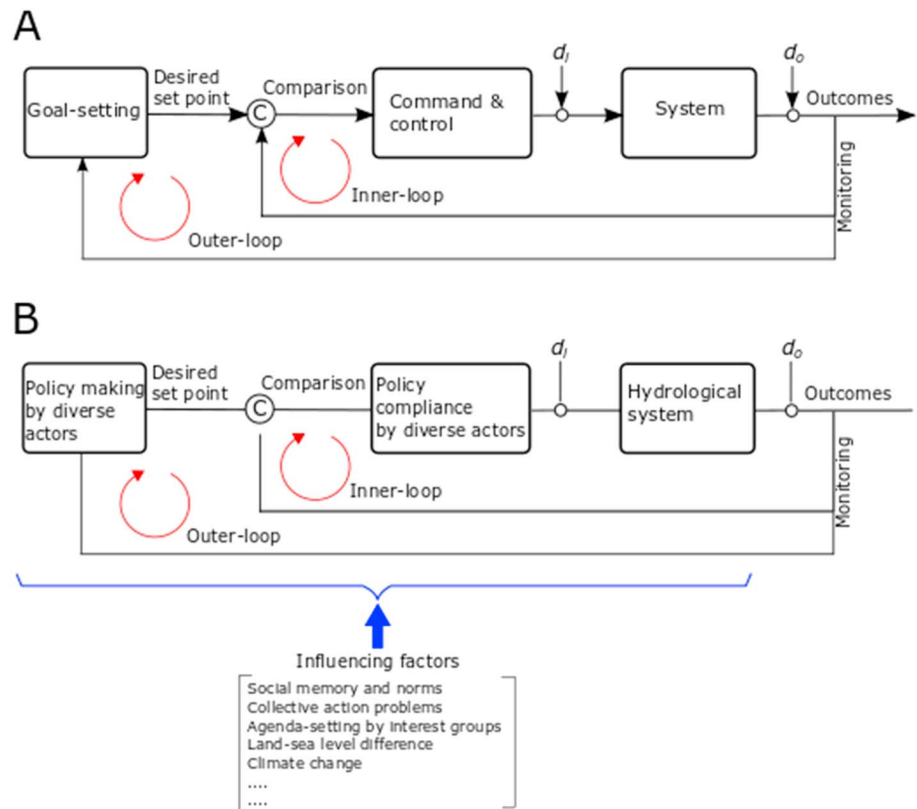 A
Goal-setting
Desired
set point
C
Comparison
Command &
control
dI
System
do
Outcomes
Monitoring
Inner-loop
Outer-loop
B
Policy making
by diverse
actors
Desired
set point
C
Comparison
Policy
compliance
by diverse actors
dI
Hydrological
system
do
Outcomes
Monitoring
Inner-loop
Outer-loop
Influencing factors
Social memory and norms
Collective action problems
Agenda-setting by interest groups
Land-sea level difference
Climate change
....
....